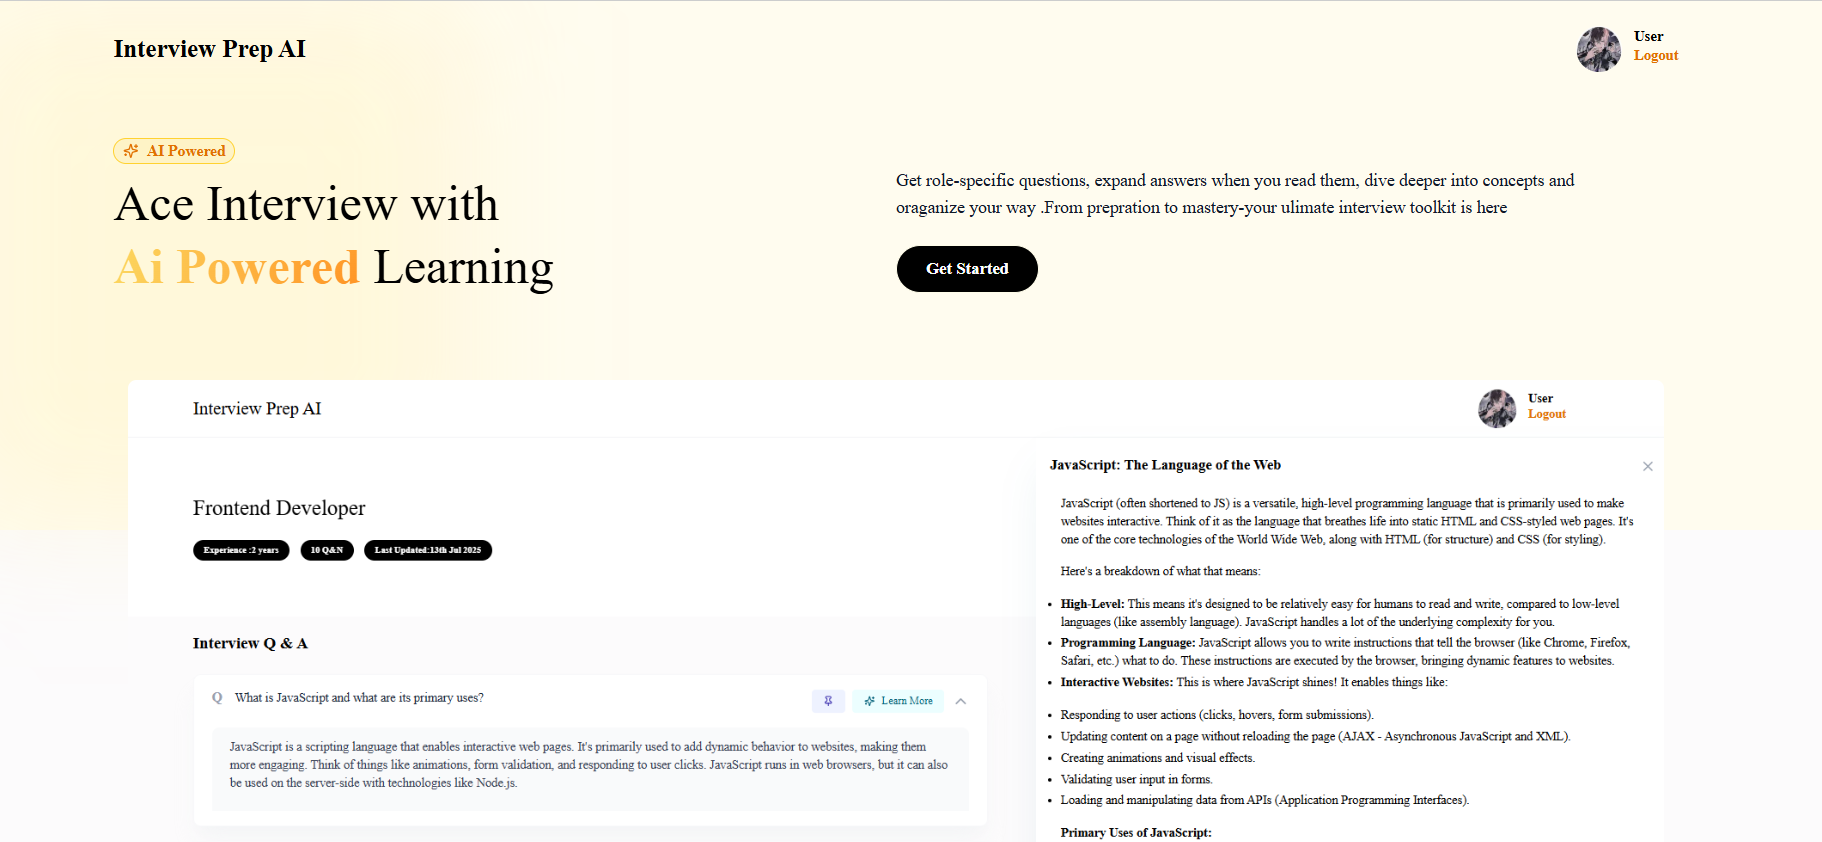 Interview Prep AI
User
Logout
AI Powered
Ace Interview with
Ai Powered Learning
Get role-specific questions, expand answers when you read them, dive deeper into concepts and
oraganize your way .From prepration to mastery-your ulimate interview toolkit is here
Get Started
Interview Prep AI
User
Logout
Frontend Developer
Experience :2 years
10 Q&N
Last Updated:13th Jul 2025
Interview Q & A
Q What is JavaScript and what are its primary uses?
Learn More
JavaScript is a scripting language that enables interactive web pages. It's primarily used to add dynamic behavior to websites, making them
more engaging. Think of things like animations, form validation, and responding to user clicks. JavaScript runs in web browsers, but it can also
be used on the server-side with technologies like Node.js.
JavaScript: The Language of the Web
JavaScript (often shortened to JS) is a versatile, high-level programming language that is primarily used to make
websites interactive. Think of it as the language that breathes life into static HTML and CSS-styled web pages. It's
one of the core technologies of the World Wide Web, along with HTML (for structure) and CSS (for styling).
Here's a breakdown of what that means:
• High-Level: This means it's designed to be relatively easy for humans to read and write, compared to low-level
languages (like assembly language). JavaScript handles a lot of the underlying complexity for you.
• Programming Language: JavaScript allows you to write instructions that tell the browser (like Chrome, Firefox,
Safari, etc.) what to do. These instructions are executed by the browser, bringing dynamic features to websites.
• Interactive Websites: This is where JavaScript shines! It enables things like:
• Responding to user actions (clicks, hovers, form submissions).
• Updating content on a page without reloading the page (AJAX - Asynchronous JavaScript and XML).
• Creating animations and visual effects.
• Validating user input in forms.
• Loading and manipulating data from APIs (Application Programming Interfaces).
Primary Uses of JavaScript: